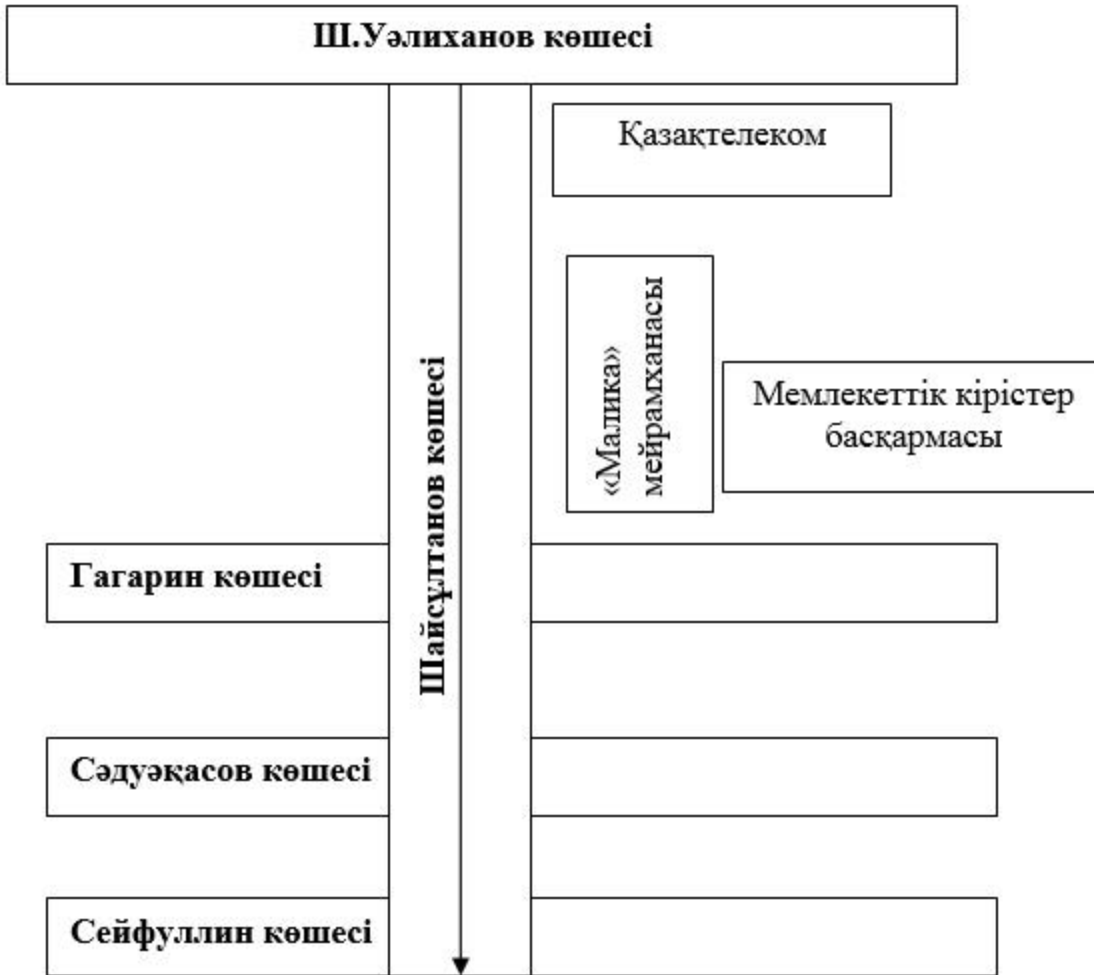 Ш.Уәлиханов көшесі
Қазақтелеком
«Малика»
мейрамханасы
Мемлекеттік кірістер
басқармасы
Шайсұлтанов көшесі
Гагарин көшесі
Сәдуәқасов көшесі
Сейфуллин көшесі